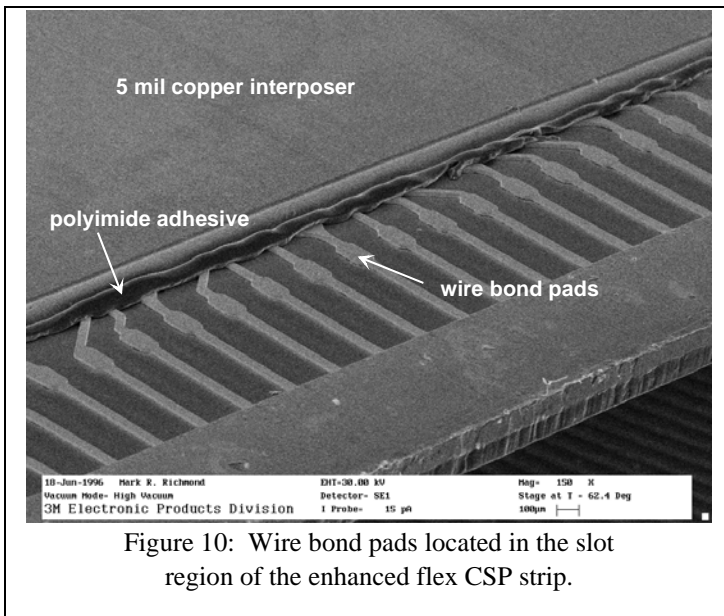 5 mil copper interposer
polyimide adhesive
wire bond pads
18-Jun-1996 Mark R. Richmond EHT=30.00 kV Mag= 150 X
Vacuum Mode= High Vacuum Detector= SE1 Stage at T = 62.4 Deg
3M Electronic Products Division I Probe= 15 pA 100µm
Figure 10: Wire bond pads located in the slot
region of the enhanced flex CSP strip.